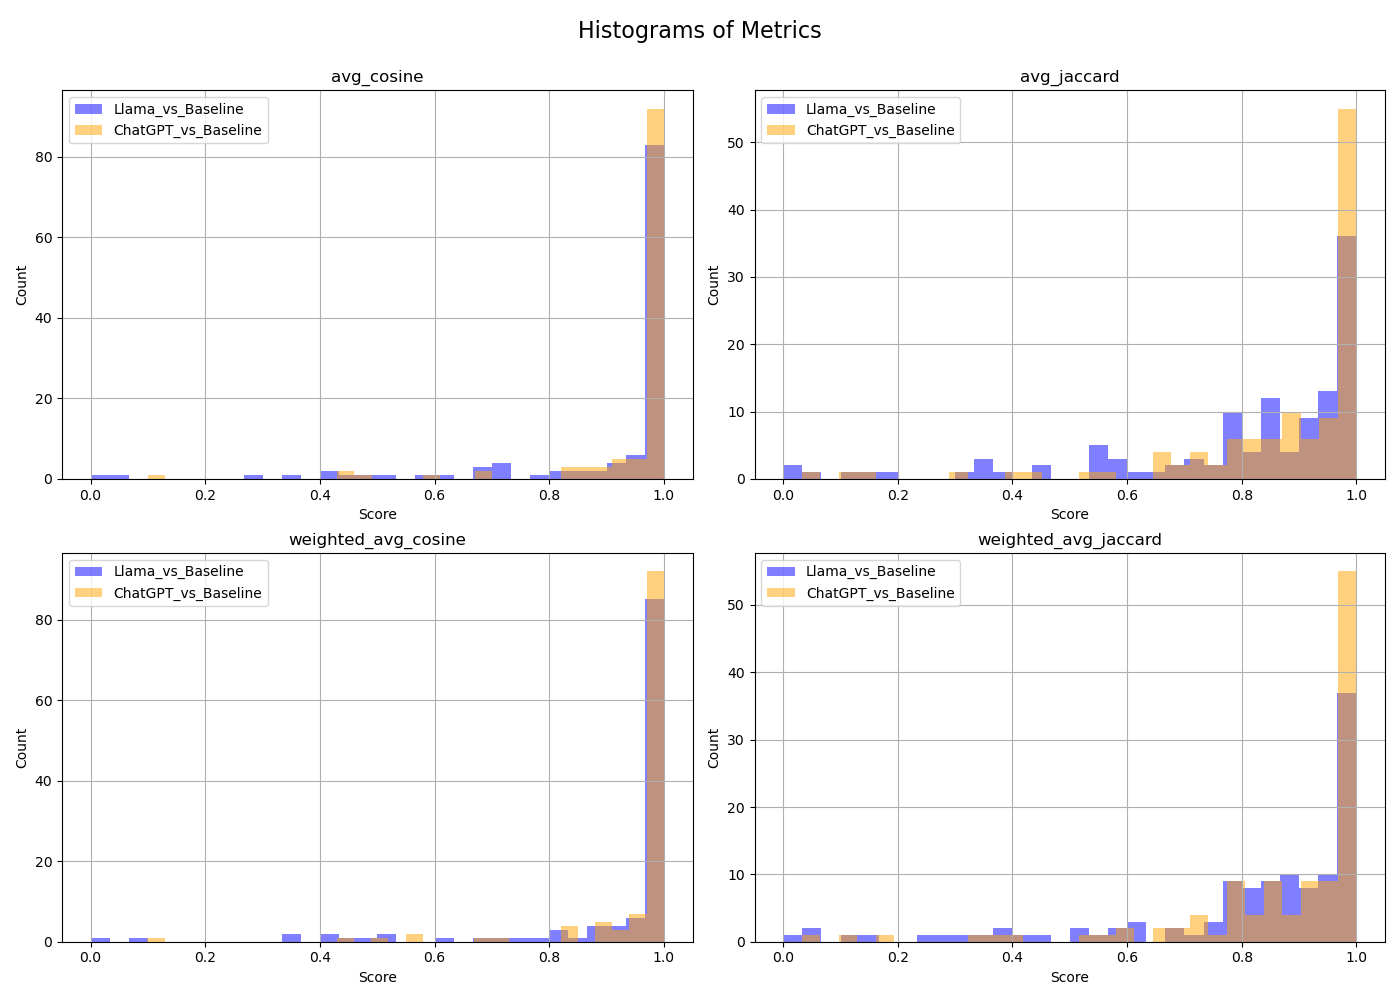 Histograms of Metrics
avg_cosine
Llama_vs_Baseline
ChatGPT_vs_Baseline
Count
80
60
40
20
0
0.0 0.2 0.4 0.6 0.8 1.0
Score
avg_jaccard
Llama_vs_Baseline
ChatGPT_vs_Baseline
Count
50
40
30
20
10
0
0.0 0.2 0.4 0.6 0.8 1.0
Score
weighted_avg_cosine
Llama_vs_Baseline
ChatGPT_vs_Baseline
Count
80
60
40
20
0
0.0 0.2 0.4 0.6 0.8 1.0
Score
weighted_avg_jaccard
Llama_vs_Baseline
ChatGPT_vs_Baseline
Count
50
40
30
20
10
0
0.0 0.2 0.4 0.6 0.8 1.0
Score